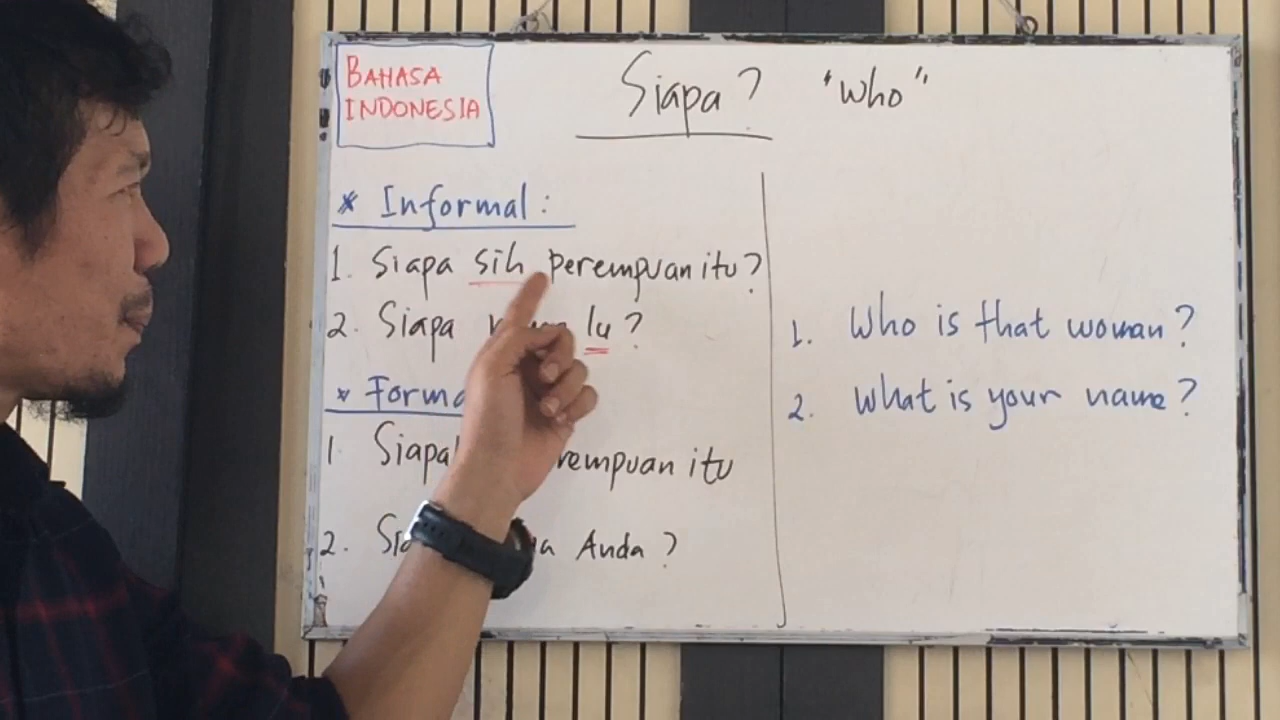 BAHASA
INDONESIA
Siapa? "who"
* Informal:
1. Siapa sih perempuan itu?
2. Siapa lu?
* Formal
1 Siapa perempuan itu
2. Anda?
1. Who is that woman?
2. What is your name?